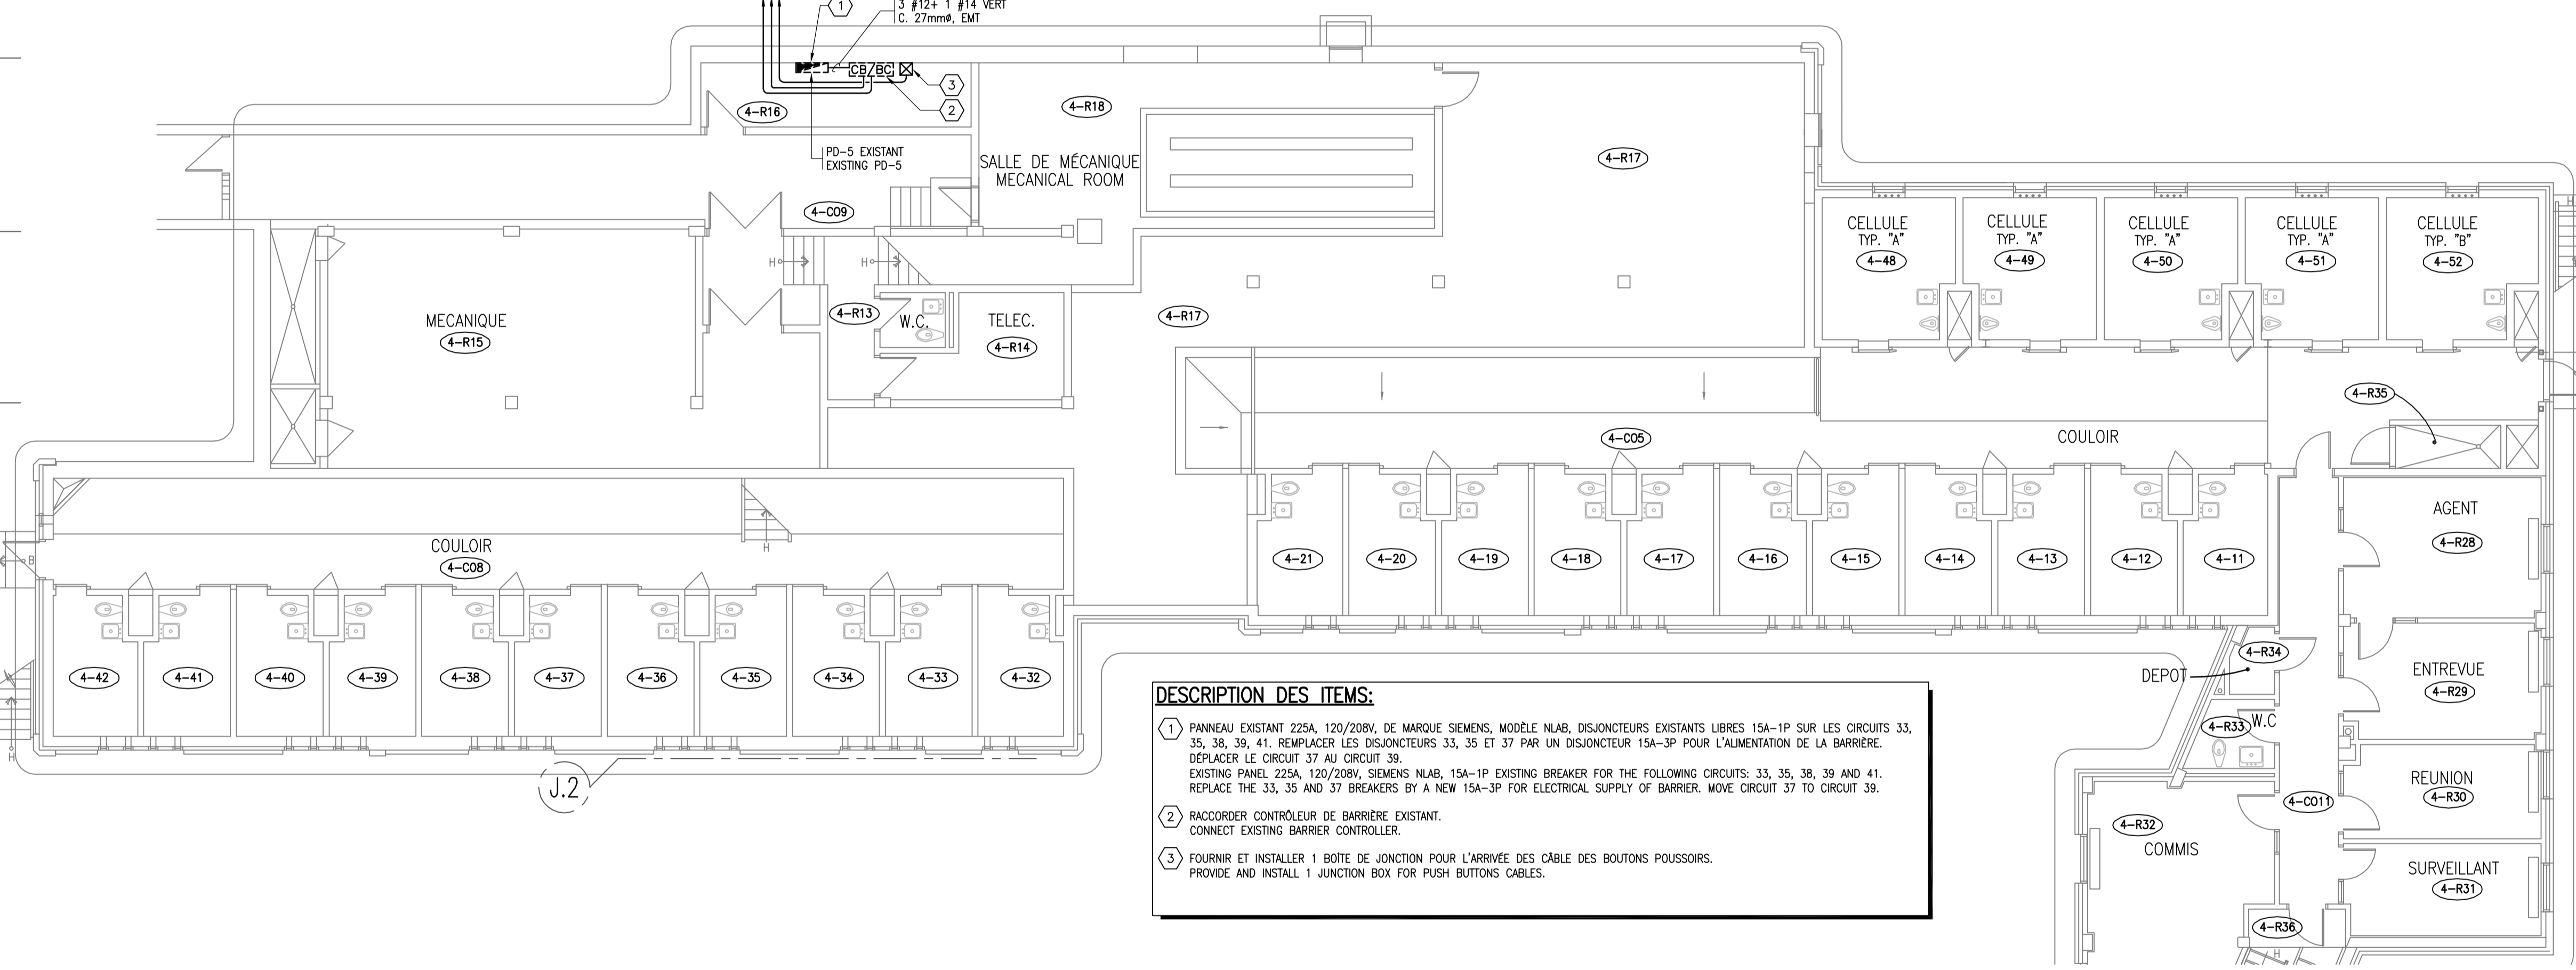 1
3 #12+ 1 #14 VERT
C. 27mmø, EMT
CB/BC
3
2
4-R16
4-R18
PD-5 EXISTANT
EXISTING PD-5
SALLE DE MÉCANIQUE
MECANICAL ROOM
4-R17
4-C09
CELLULE
TYP. "A"
4-48
CELLULE
TYP. "A"
4-49
CELLULE
TYP. "A"
4-50
CELLULE
TYP. "A"
4-51
CELLULE
TYP. "B"
4-52
H
H
MECANIQUE
4-R15
4-R13
W.C.
TELEC.
4-R14
4-R17
4-R35
4-C05
COULOIR
AGENT
4-R28
COULOIR
4-C08
H
B
4-21
4-20
4-19
4-18
4-17
4-16
4-15
4-14
4-13
4-12
4-11
4-42
4-41
4-40
4-39
4-38
4-37
4-36
4-35
4-34
4-33
4-32
H
4-R34
DEPOT
ENTREVUE
4-R29
4-R33
W.C
J.2
DESCRIPTION DES ITEMS:
1 PANNEAU EXISTANT 225A, 120/208V, DE MARQUE SIEMENS, MODÈLE NLAB, DISJONCTEURS EXISTANTS LIBRES 15A-1P SUR LES CIRCUITS 33,
35, 38, 39, 41. REMPLACER LES DISJONCTEURS 33, 35 ET 37 PAR UN DISJONCTEUR 15A-3P POUR L'ALIMENTATION DE LA BARRIÈRE.
DÉPLACER LE CIRCUIT 37 AU CIRCUIT 39.
EXISTING PANEL 225A, 120/208V, SIEMENS NLAB, 15A-1P EXISTING BREAKER FOR THE FOLLOWING CIRCUITS: 33, 35, 38, 39 AND 41.
REPLACE THE 33, 35 AND 37 BREAKERS BY A NEW 15A-3P FOR ELECTRICAL SUPPLY OF BARRIER. MOVE CIRCUIT 37 TO CIRCUIT 39.
2 RACCORDER CONTRÔLEUR DE BARRIÈRE EXISTANT.
CONNECT EXISTING BARRIER CONTROLLER.
3 FOURNIR ET INSTALLER 1 BOÎTE DE JONCTION POUR L'ARRIVÉE DES CÂBLE DES BOUTONS POUSSOIRS.
PROVIDE AND INSTALL 1 JUNCTION BOX FOR PUSH BUTTONS CABLES.
REUNION
4-R30
4-CO11
4-R32
COMMIS
SURVEILLANT
4-R31
4-R36
H